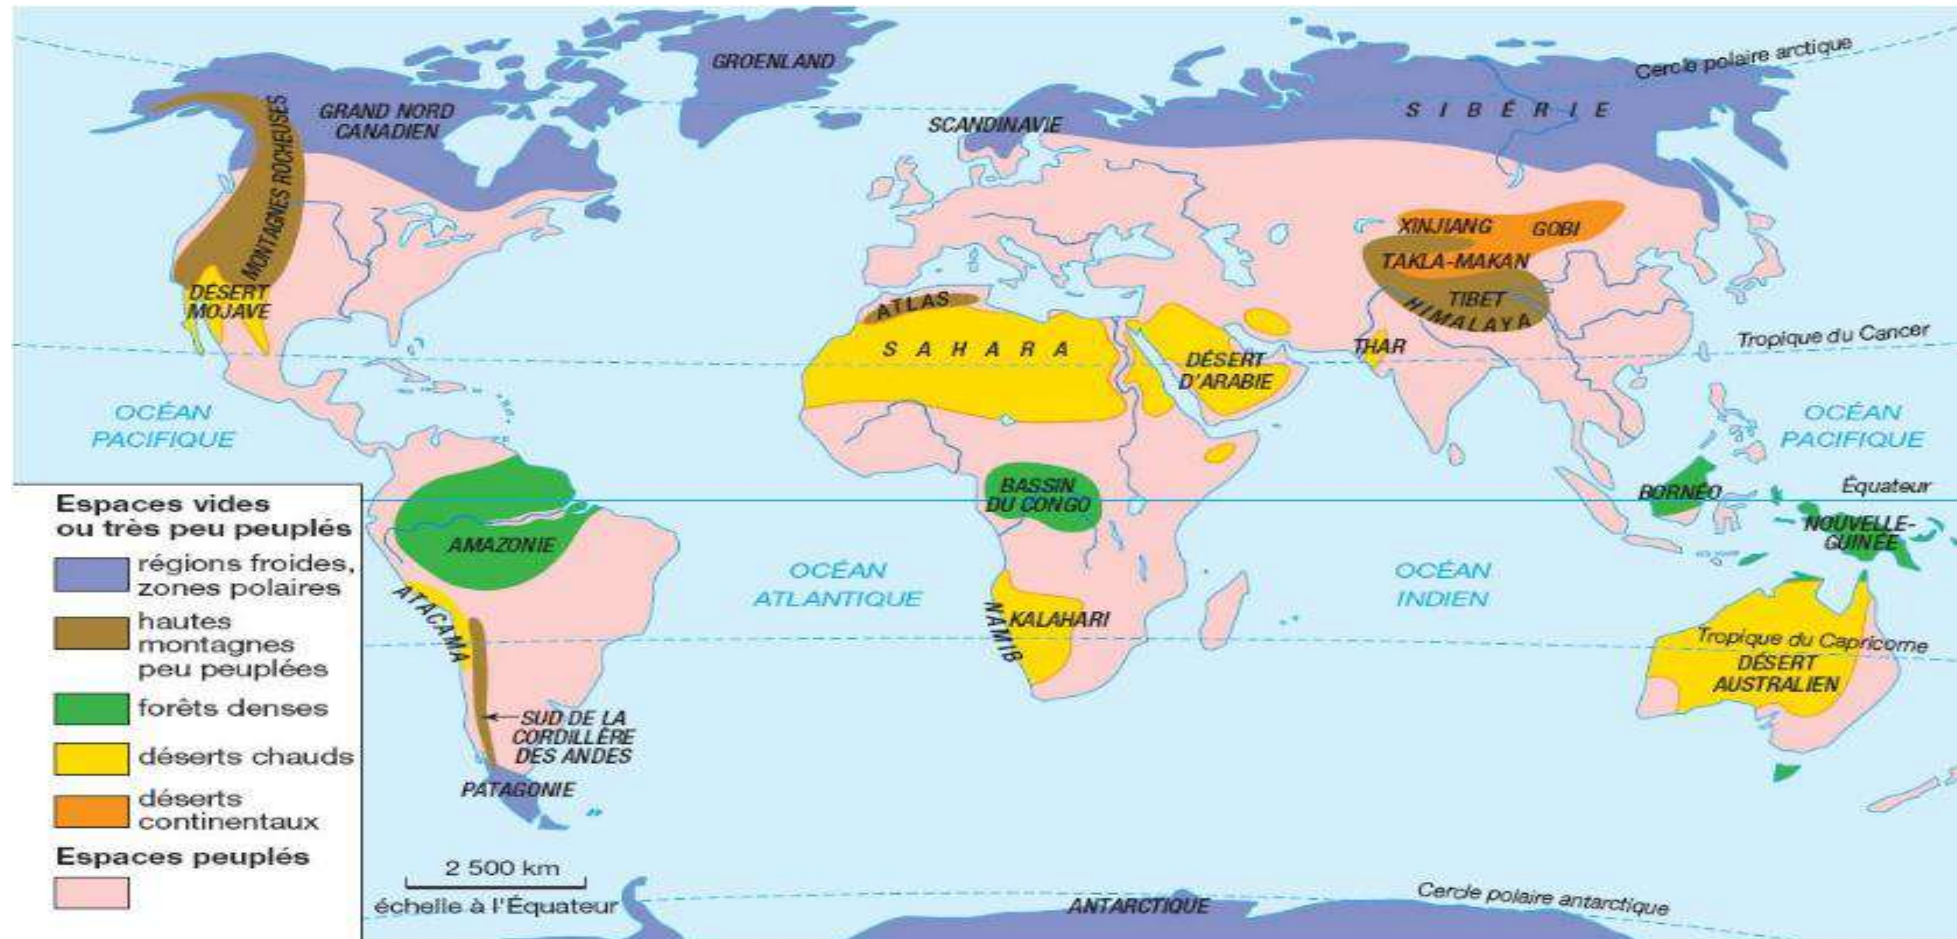 GROENLAND
Cercle polaire arctique
GRAND NORD
CANADIEN
MONTAGNES ROCHEUSES
SCANDINAVIE
SIBÉRIE
XINJIANG
GOBI
TAKLA-MAKAN
TIBET
HIMALAYA
DÉSERT
MOJAVE
ATLAS
SAHARA
DÉSERT
D'ARABIE
THAR
Tropique du Cancer
OCÉAN
PACIFIQUE
OCÉAN
PACIFIQUE
BASSIN
DU CONGO
BORNÉO
Équateur
NOUVELLE-
GUINÉE
AMAZONIE
OCÉAN
ATLANTIQUE
OCÉAN
INDIEN
ATACAMA
NAMIB
KALAHARI
Tropique du Capricorne
DÉSERT
AUSTRALIEN
SUD DE LA
CORDILLÈRE
DES ANDES
PATAGONIE
Espaces vides
ou très peu peuplés
régions froides,
zones polaires
hautes
montagnes
peu peuplées
forêts denses
déserts chauds
déserts
continentaux
Espaces peuplés
2 500 km
échelle à l'Équateur
ANTARCTIQUE
Cercle polaire antarctique